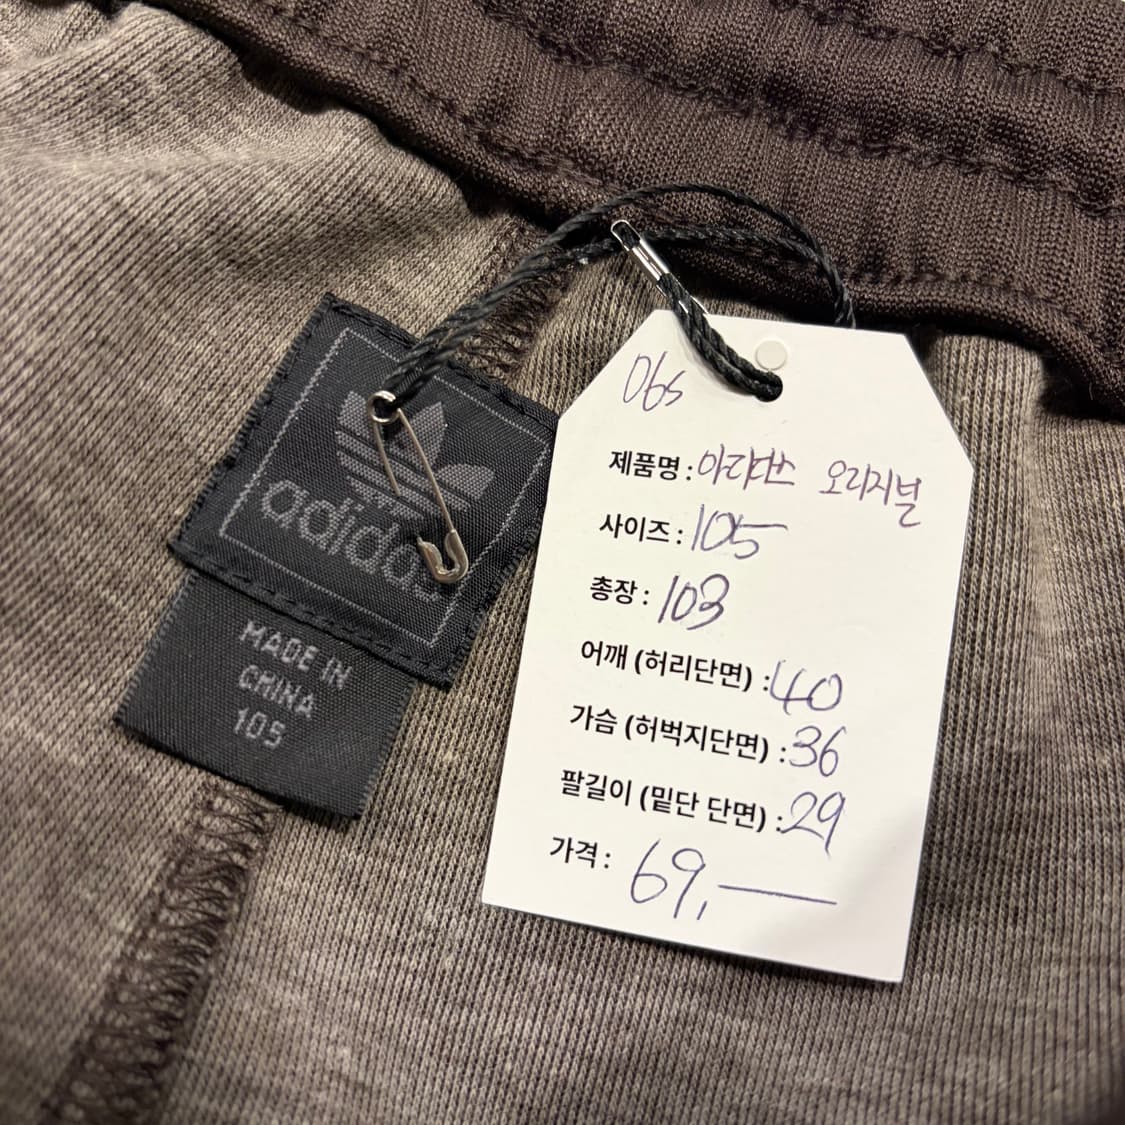 adidas
MADE IN
CHINA
105
06s
제품명 : 아디다스 오리지널
사이즈 : 105
총장 : 103
어깨 (허리단면) : 40
가슴 (허벅지단면) : 36
팔길이 (밑단 단면) : 29
가격 : 69,—